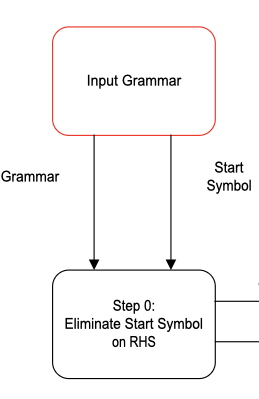 Input Grammar
Grammar
Start
Symbol
Step 0:
Eliminate Start Symbol
on RHS